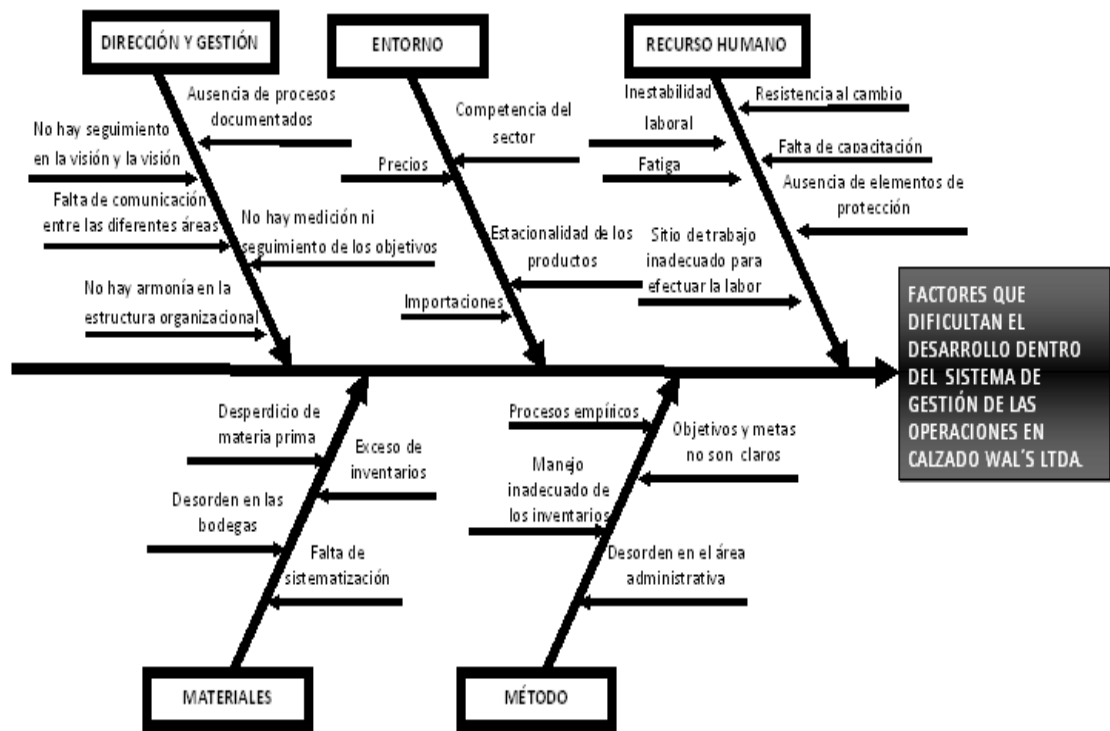 DIRECCIÓN Y GESTIÓN
Ausencia de procesos
documentados
No hay seguimiento
en la visión y la visión
Falta de comunicación
entre las diferentes áreas
No hay medición ni
seguimiento de los objetivos
No hay armonía en la
estructura organizacional
ENTORNO
Competencia del
sector
Precios
Estacionalidad de los
productos
Importaciones
RECURSO HUMANO
Inestabilidad
laboral
Resistencia al cambio
Fatiga
Falta de capacitación
Ausencia de elementos de
protección
Sitio de trabajo
inadecuado para
efectuar la labor
FACTORES QUE
DIFICULTAN EL
DESARROLLO DENTRO
DEL SISTEMA DE
GESTIÓN DE LAS
OPERACIONES EN
CALZADO WAL´S LTDA.
Desperdicio de
materia prima
Exceso de
inventarios
Desorden en las
bodegas
Falta de
sistematización
MATERIALES
Procesos empíricos
Objetivos y metas
no son claros
Manejo
inadecuado de
los inventarios
Desorden en el área
administrativa
MÉTODO